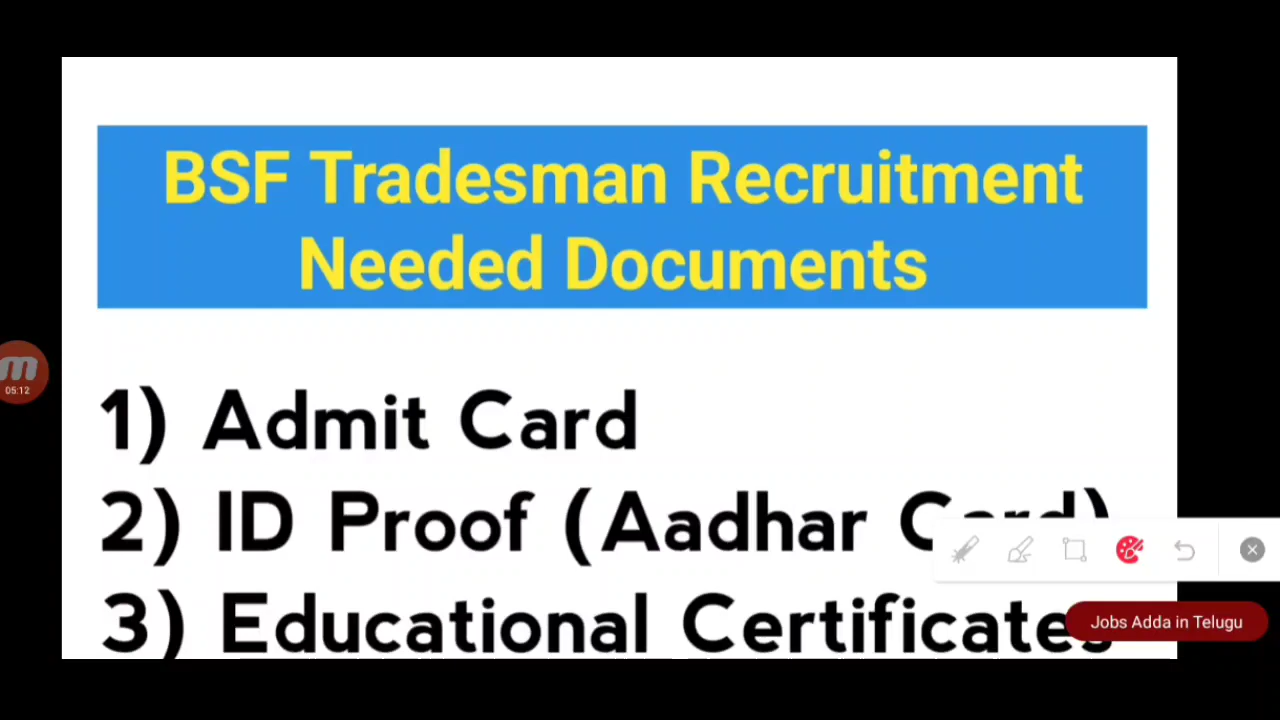 BSF Tradesman Recruitment
Needed Documents
1) Admit Card
2) ID Proof (Aadhar Card)
3) Educational Certificates
05:12
Jobs Adda in Telugu